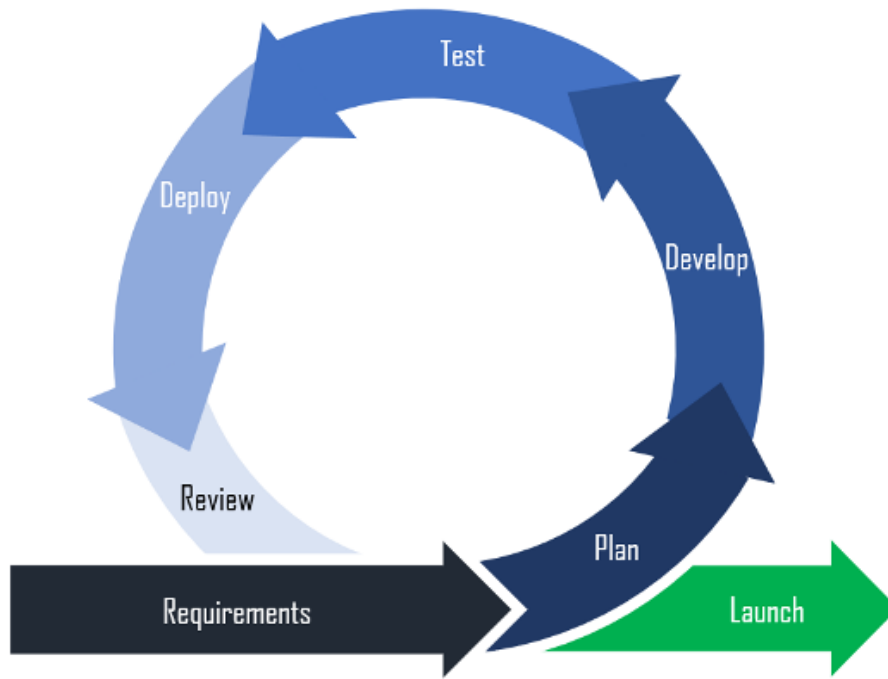 Test
Deploy
Develop
Review
Plan
Requirements
Launch